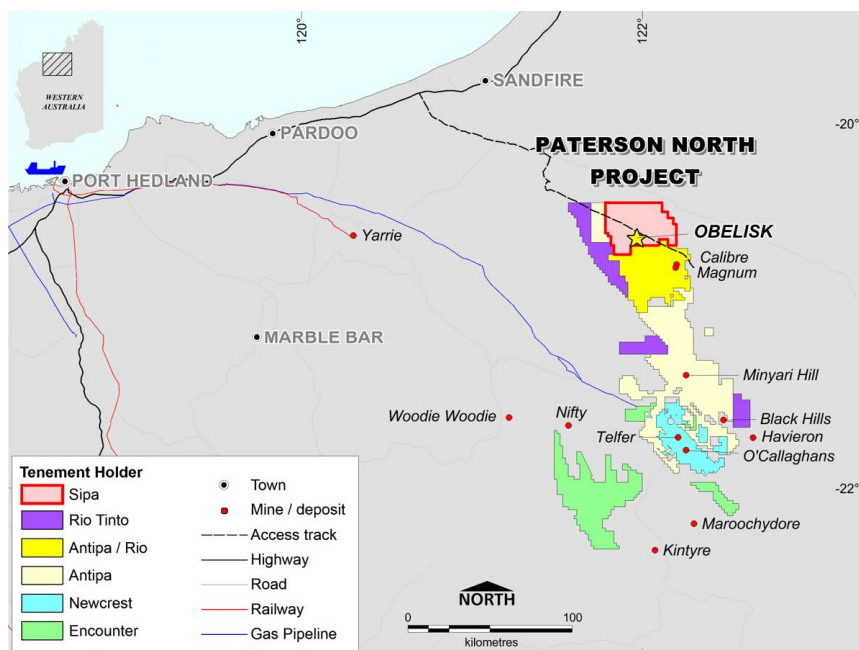 120°
122°
WESTERN
AUSTRALIA
SANDFIRE
-20°
PARDOO
PATERSON NORTH
PROJECT
PORT HEDLAND
OBELISK
Yarrie
Calibre
Magnum
MARBLE BAR
Minyari Hill
Woodie Woodie
Nifty
Black Hills
Telfer
Havieron
O'Callaghans
Tenement Holder
Sipa
Rio Tinto
Antipa / Rio
Antipa
Newcrest
Encounter
Town
Mine / deposit
Access track
Highway
Road
Railway
Gas Pipeline
-22°
Maroochydore
Kintyre
NORTH
0
100
kilometres